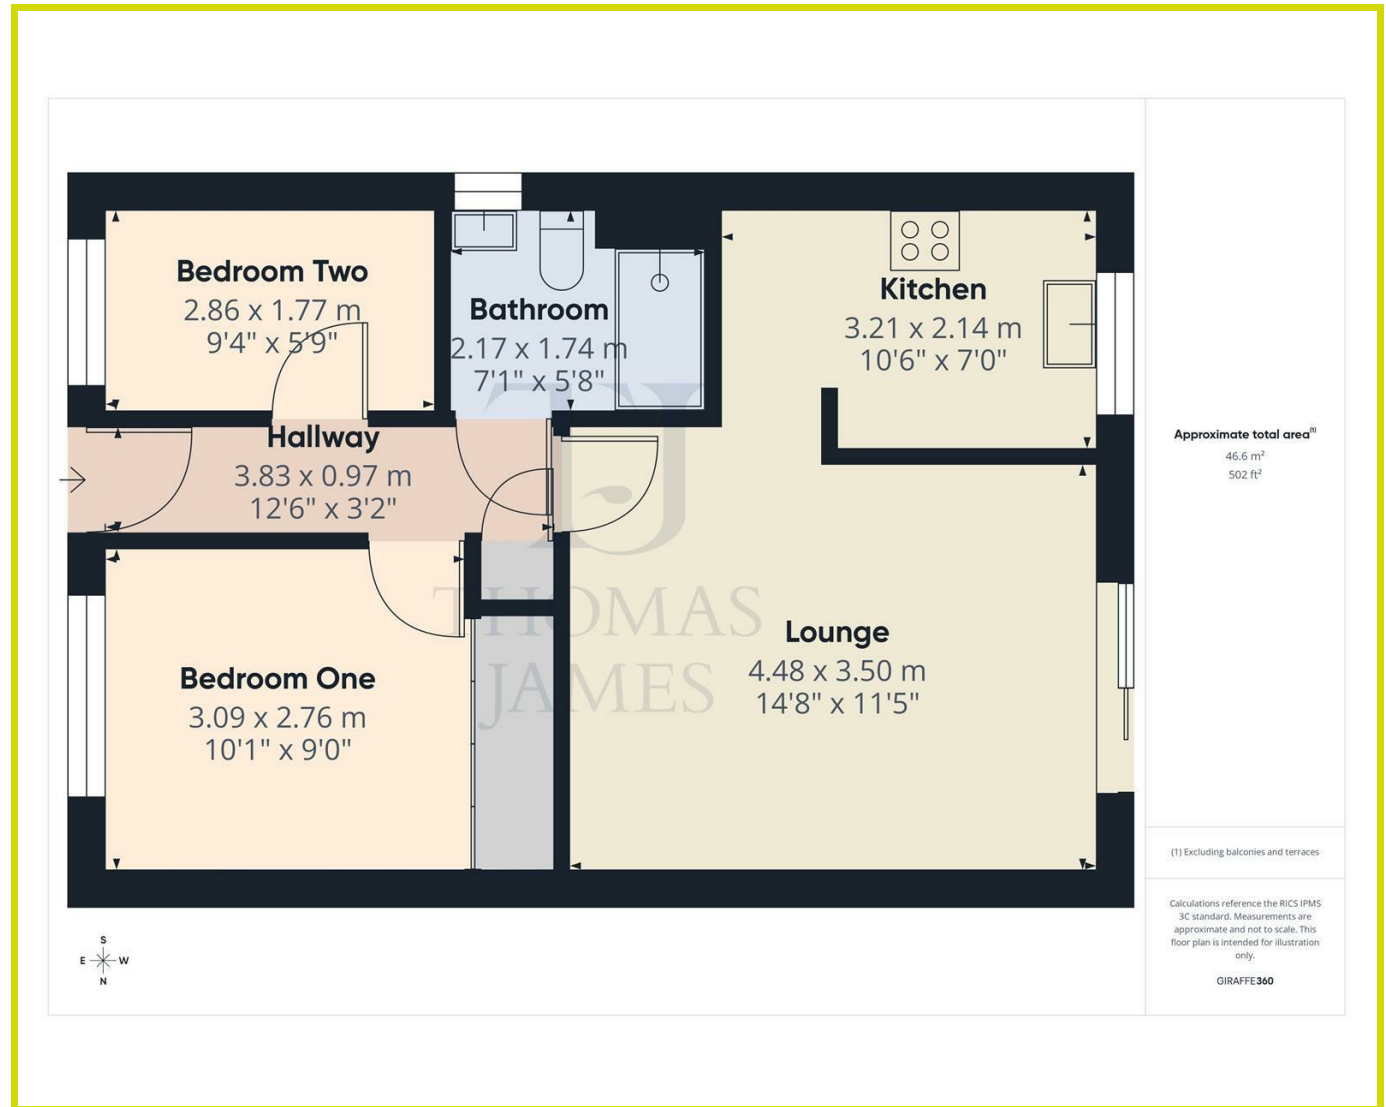 Bedroom Two
2.86 x 1.77 m
9'4" x 5'9"
Bathroom
2.17 x 1.74 m
7'1" x 5'8"
Kitchen
3.21 x 2.14 m
10'6" x 7'0"
Hallway
3.83 x 0.97 m
12'6" x 3'2"
Bedroom One
3.09 x 2.76 m
10'1" x 9'0"
Lounge
4.48 x 3.50 m
14'8" x 11'5"
TJ
THOMAS
JAMES
Approximate total area(1)
46.6 m²
502 ft²
(1) Excluding balconies and terraces
Calculations reference the RICS IPMS
3C standard. Measurements are
approximate and not to scale. This
floor plan is intended for illustration
only.
GIRAFFE360
S
E W
N